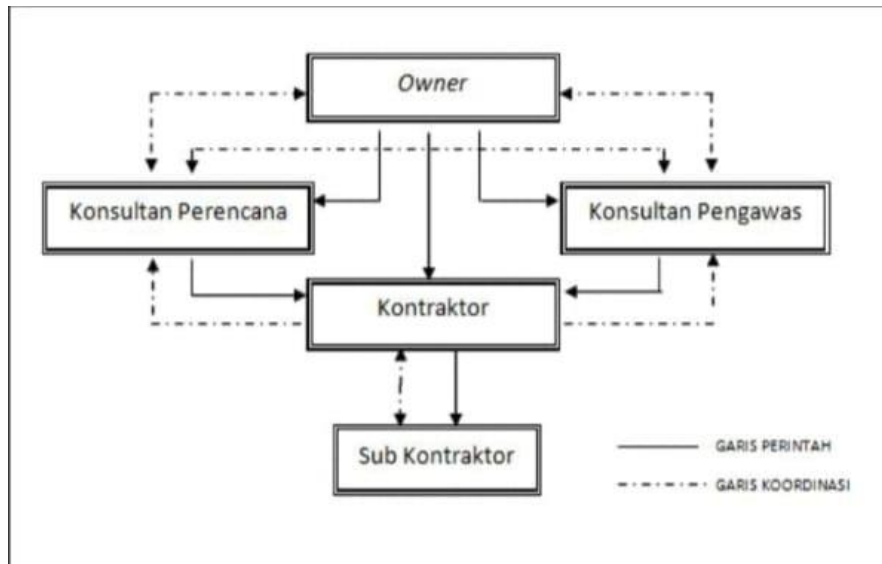 Owner
Konsultan Perencana
Konsultan Pengawas
Kontraktor
Sub Kontraktor
GARIS PERINTAH
GARIS KOORDINASI